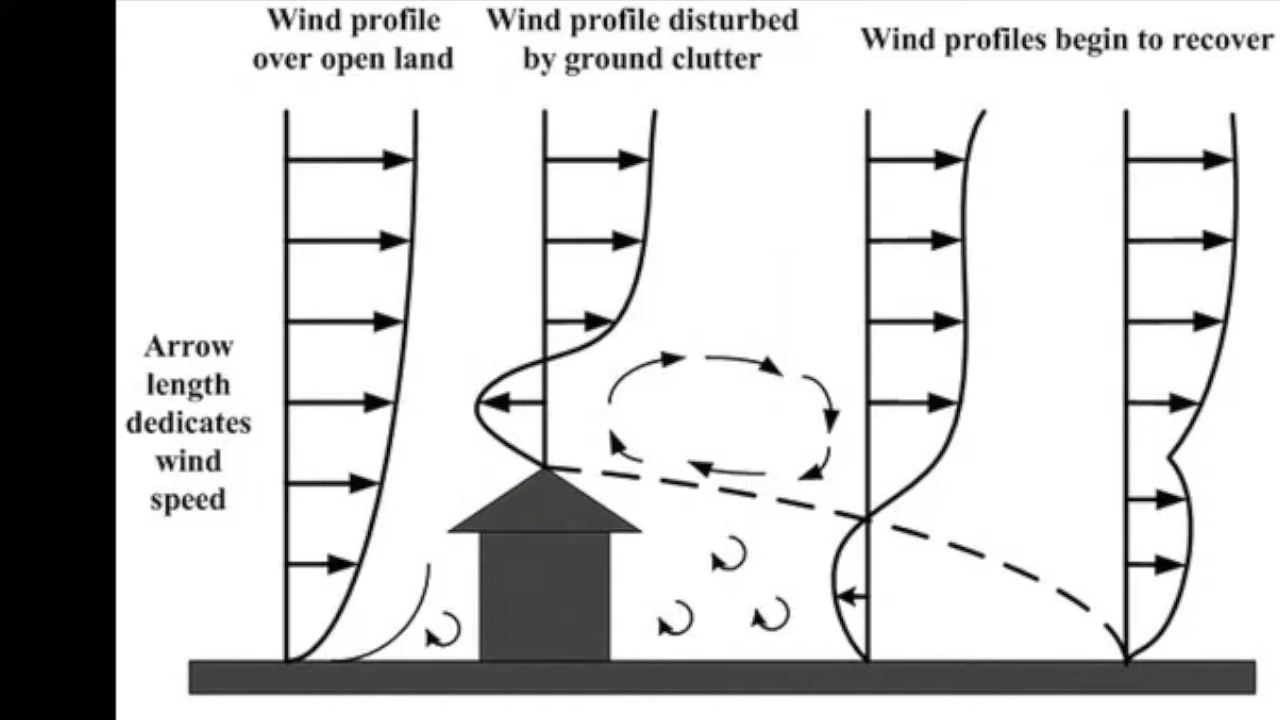 Wind profile
over open land
Wind profile disturbed
by ground clutter
Wind profiles begin to recover
Arrow
length
dedicates
wind
speed